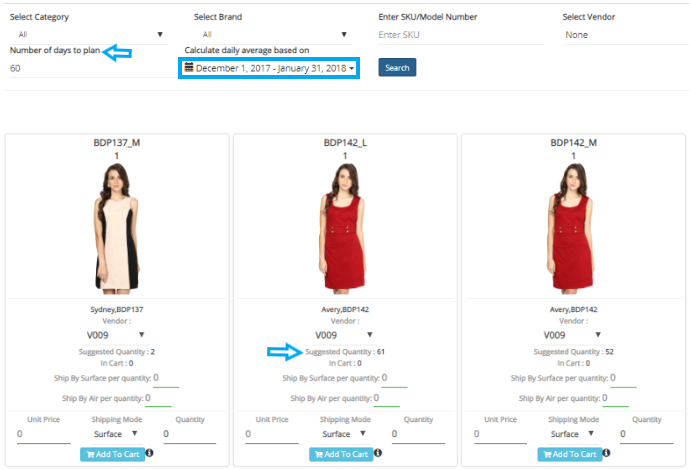 Select Category Select Brand Enter SKU/Model Number Select Vendor
All All Enter SKU None
Number of days to plan Calculate daily average based on
60 December 1, 2017 - January 31, 2018 Search
BDP137_M BDP142_L BDP142_M
1 1 1
Sydney,BDP137 Avery,BDP142 Avery,BDP142
Vendor : Vendor : Vendor :
V009 V009 V009
Suggested Quantity : 2 Suggested Quantity : 61 Suggested Quantity : 52
In Cart : 0 In Cart : 0 In Cart : 0
Ship By Surface per quantity: 0 Ship By Surface per quantity: 0 Ship By Surface per quantity: 0
Ship By Air per quantity: 0 Ship By Air per quantity: 0 Ship By Air per quantity: 0
Unit Price Shipping Mode Quantity Unit Price Shipping Mode Quantity Unit Price Shipping Mode Quantity
0 Surface 0 0 Surface 0 0 Surface 0
Add To Cart Add To Cart Add To Cart